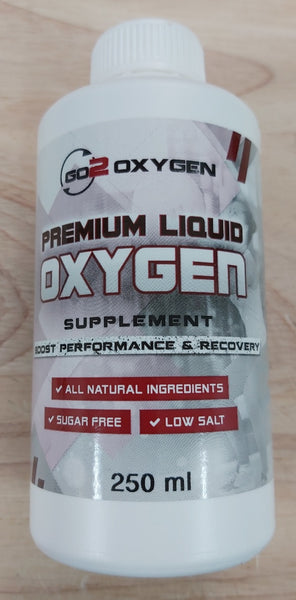 GO2 OXYGEN
PREMIUM LIQUID
OXYGEN
SUPPLEMENT
BOOST PERFORMANCE & RECOVERY
✓ ALL NATURAL INGREDIENTS
✓ SUGAR FREE ✓ LOW SALT
250 ml